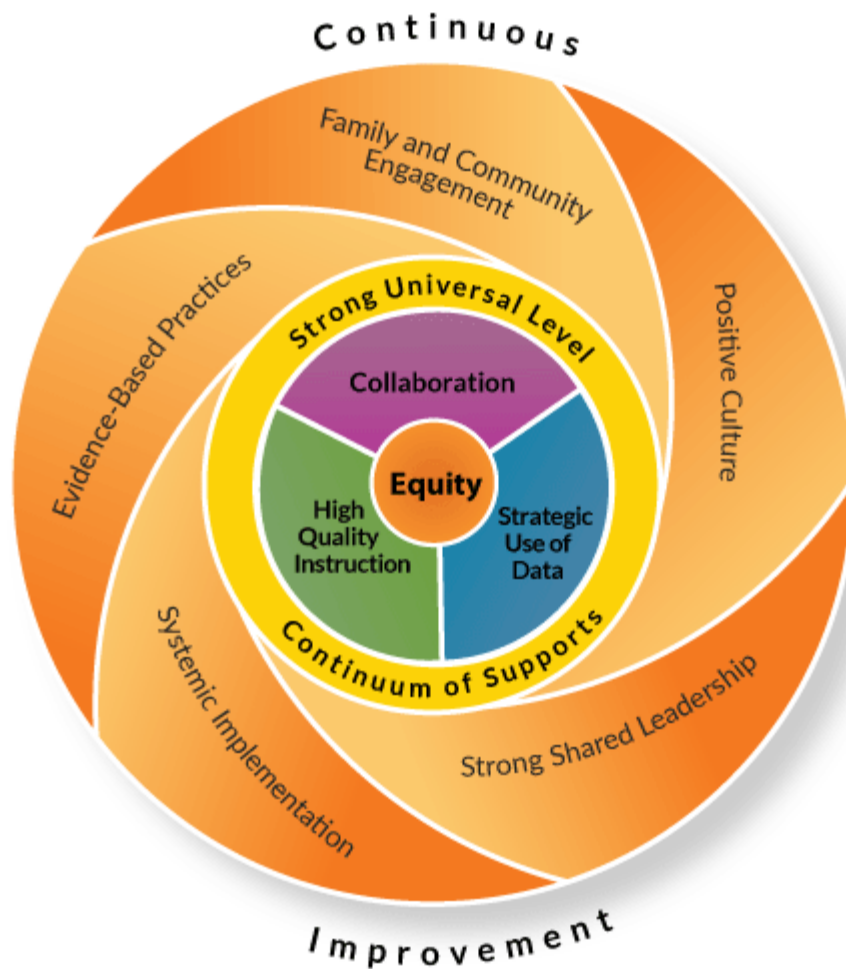 Continuous
Family and Community
Engagement
Positive Culture
Evidence-Based Practices
Strong Universal Level
Collaboration
Equity
High
Quality
Instruction
Strategic
Use of
Data
Continuum of Supports
Systemic Implementation
Strong Shared Leadership
Improvement